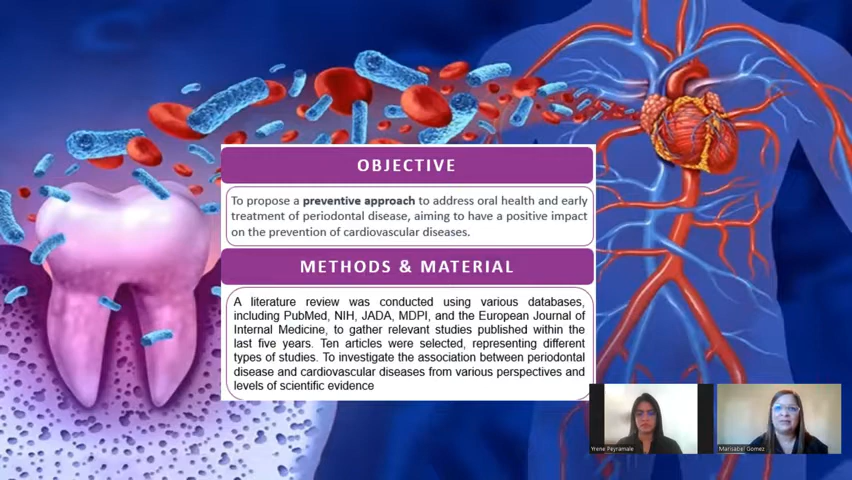 OBJECTIVE
To propose a preventive approach to address oral health and early
treatment of periodontal disease, aiming to have a positive impact
on the prevention of cardiovascular diseases.
METHODS & MATERIAL
A literature review was conducted using various databases,
including PubMed, NIH, JADA, MDPI, and the European Journal of
Internal Medicine, to gather relevant studies published within the
last five years. Ten articles were selected, representing different
types of studies. To investigate the association between periodontal
disease and cardiovascular diseases from various perspectives and
levels of scientific evidence
Yrene Peyramale
Marisabel Gomez